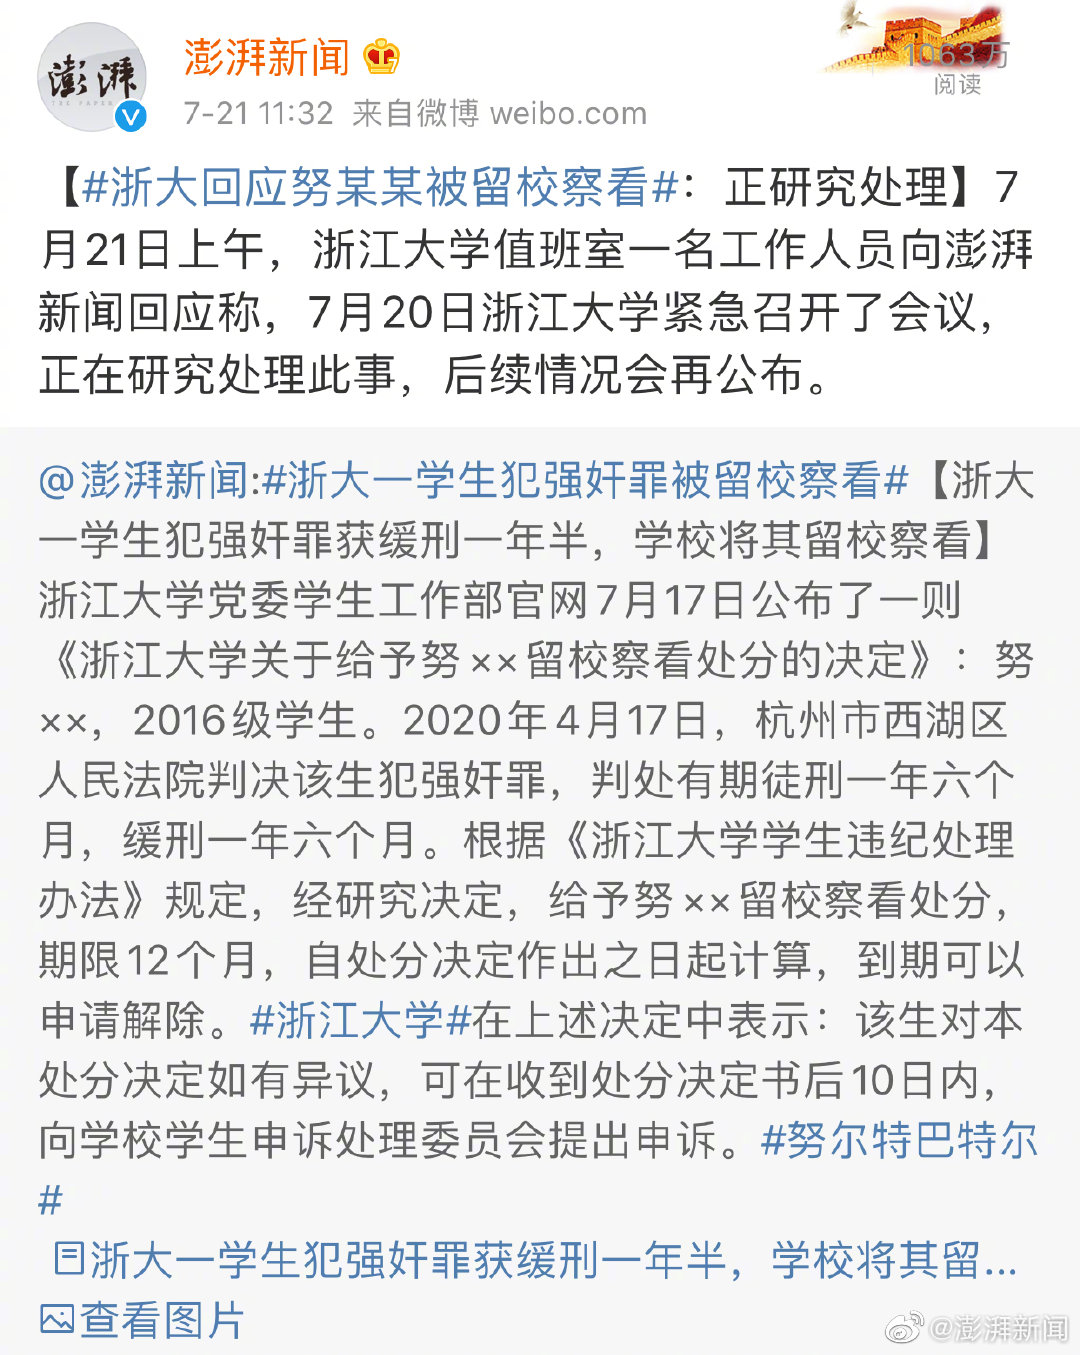 澎湃
THE PAPER
澎湃新闻
1063万
阅读
7-21 11:32 来自微博 weibo.com
【#浙大回应努某某被留校察看#：正研究处理】7
月21日上午，浙江大学值班室一名工作人员向澎湃
新闻回应称，7月20日浙江大学紧急召开了会议，
正在研究处理此事，后续情况会再公布。
@澎湃新闻:#浙大一学生犯强奸罪被留校察看#【浙大
一学生犯强奸罪获缓刑一年半，学校将其留校察看】
浙江大学党委学生工作部官网7月17日公布了一则
《浙江大学关于给予努××留校察看处分的决定》：努
××，2016级学生。2020年4月17日，杭州市西湖区
人民法院判决该生犯强奸罪，判处有期徒刑一年六个
月，缓刑一年六个月。根据《浙江大学学生违纪处理
办法》规定，经研究决定，给予努××留校察看处分，
期限12个月，自处分决定作出之日起计算，到期可以
申请解除。#浙江大学#在上述决定中表示：该生对本
处分决定如有异议，可在收到处分决定书后10日内，
向学校学生申诉处理委员会提出申诉。#努尔特巴特尔
#
浙大一学生犯强奸罪获缓刑一年半，学校将其留...
查看图片
@澎湃新闻